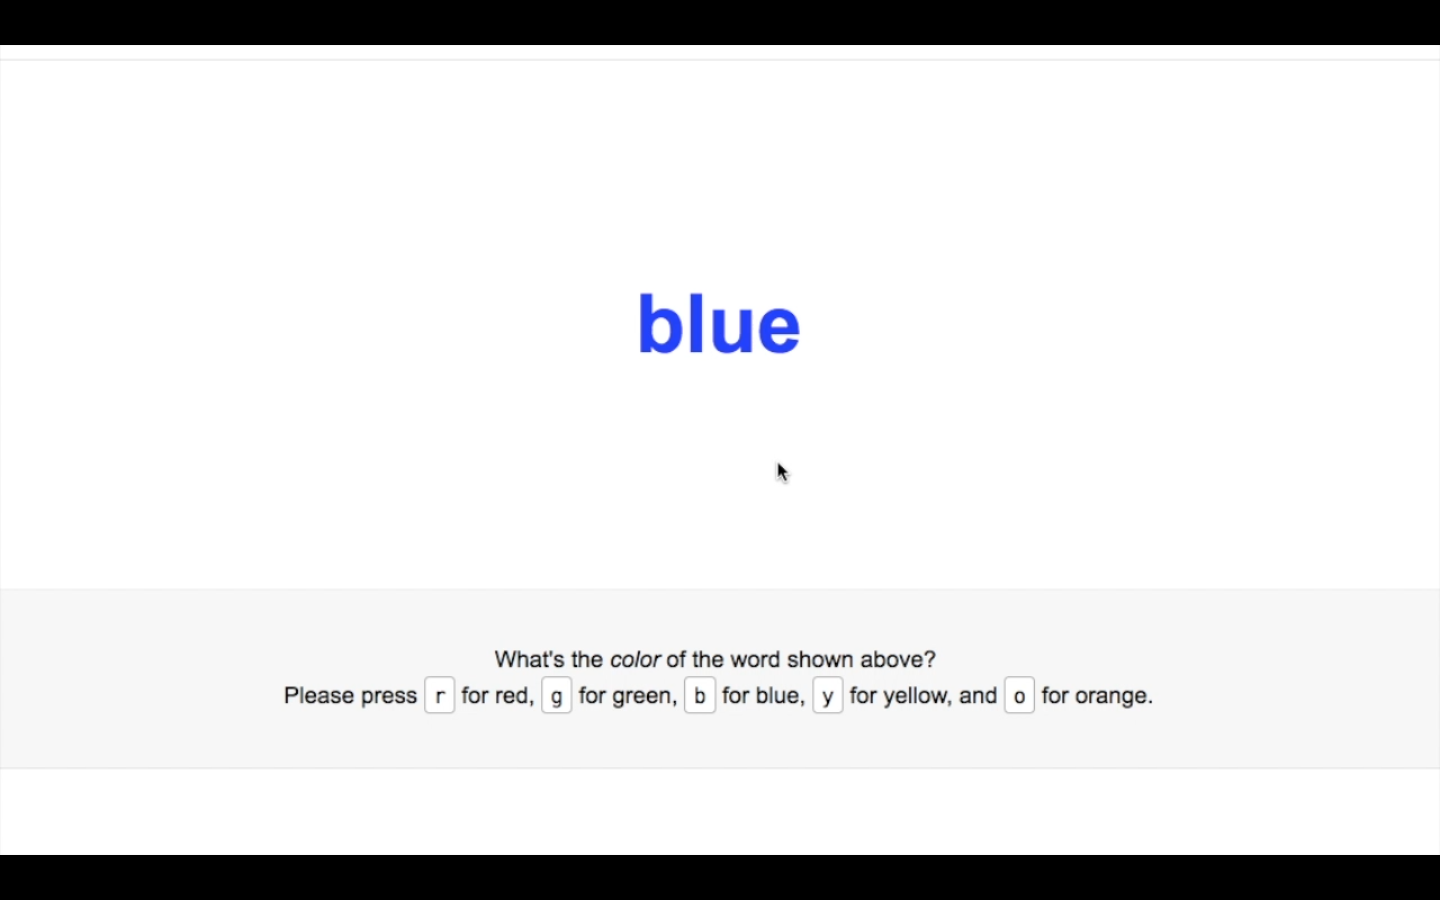 blue
What's the color of the word shown above?
Please press r for red, g for green, b for blue, y for yellow, and o for orange.